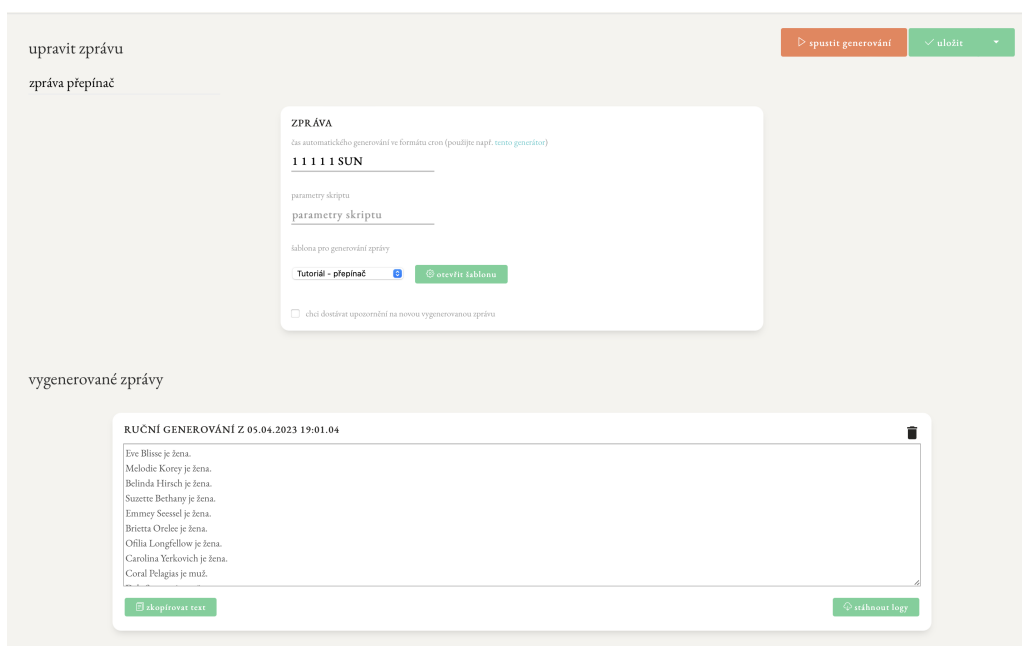 upravit zprávu
spustit generování
uložit
zpráva přepínač
ZPRÁVA
čas automatického generování ve formátu cron (použijte např. tento generátor)
1 1 1 1 1 SUN
parametry skriptu
parametry skriptu
šablona pro generování zprávy
Tutoriál - přepínač
otevřít šablonu
chci dostávat upozornění na novou vygenerovanou zprávu
vygenerované zprávy
RUČNÍ GENEROVÁNÍ Z 05.04.2023 19:01.04
Eve Blisse je žena.
Melodie Korey je žena.
Belinda Hirsch je žena.
Suzette Bethany je žena.
Emmey Seessel je žena.
Brietta Orelee je žena.
Ofilia Longfellow je žena.
Carolina Yerkovich je žena.
Coral Pelagias je muž.
zkopírovat text
stáhnout logy